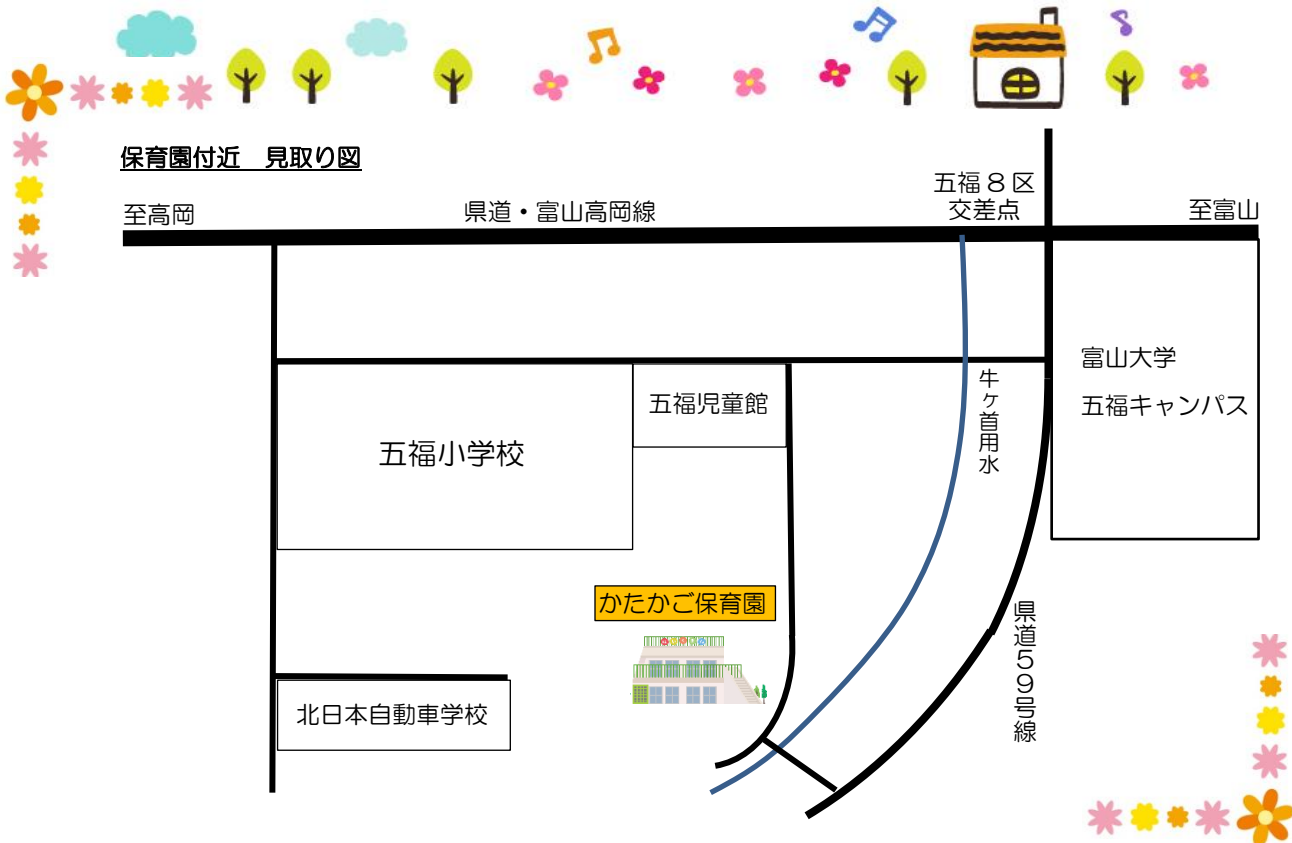 保育園付近　見取り図
五福８区
交差点
至高岡
県道・富山高岡線
至富山
富山大学
五福キャンパス
牛ヶ首用水
五福児童館
五福小学校
かたかご保育園
県道５９号線
北日本自動車学校